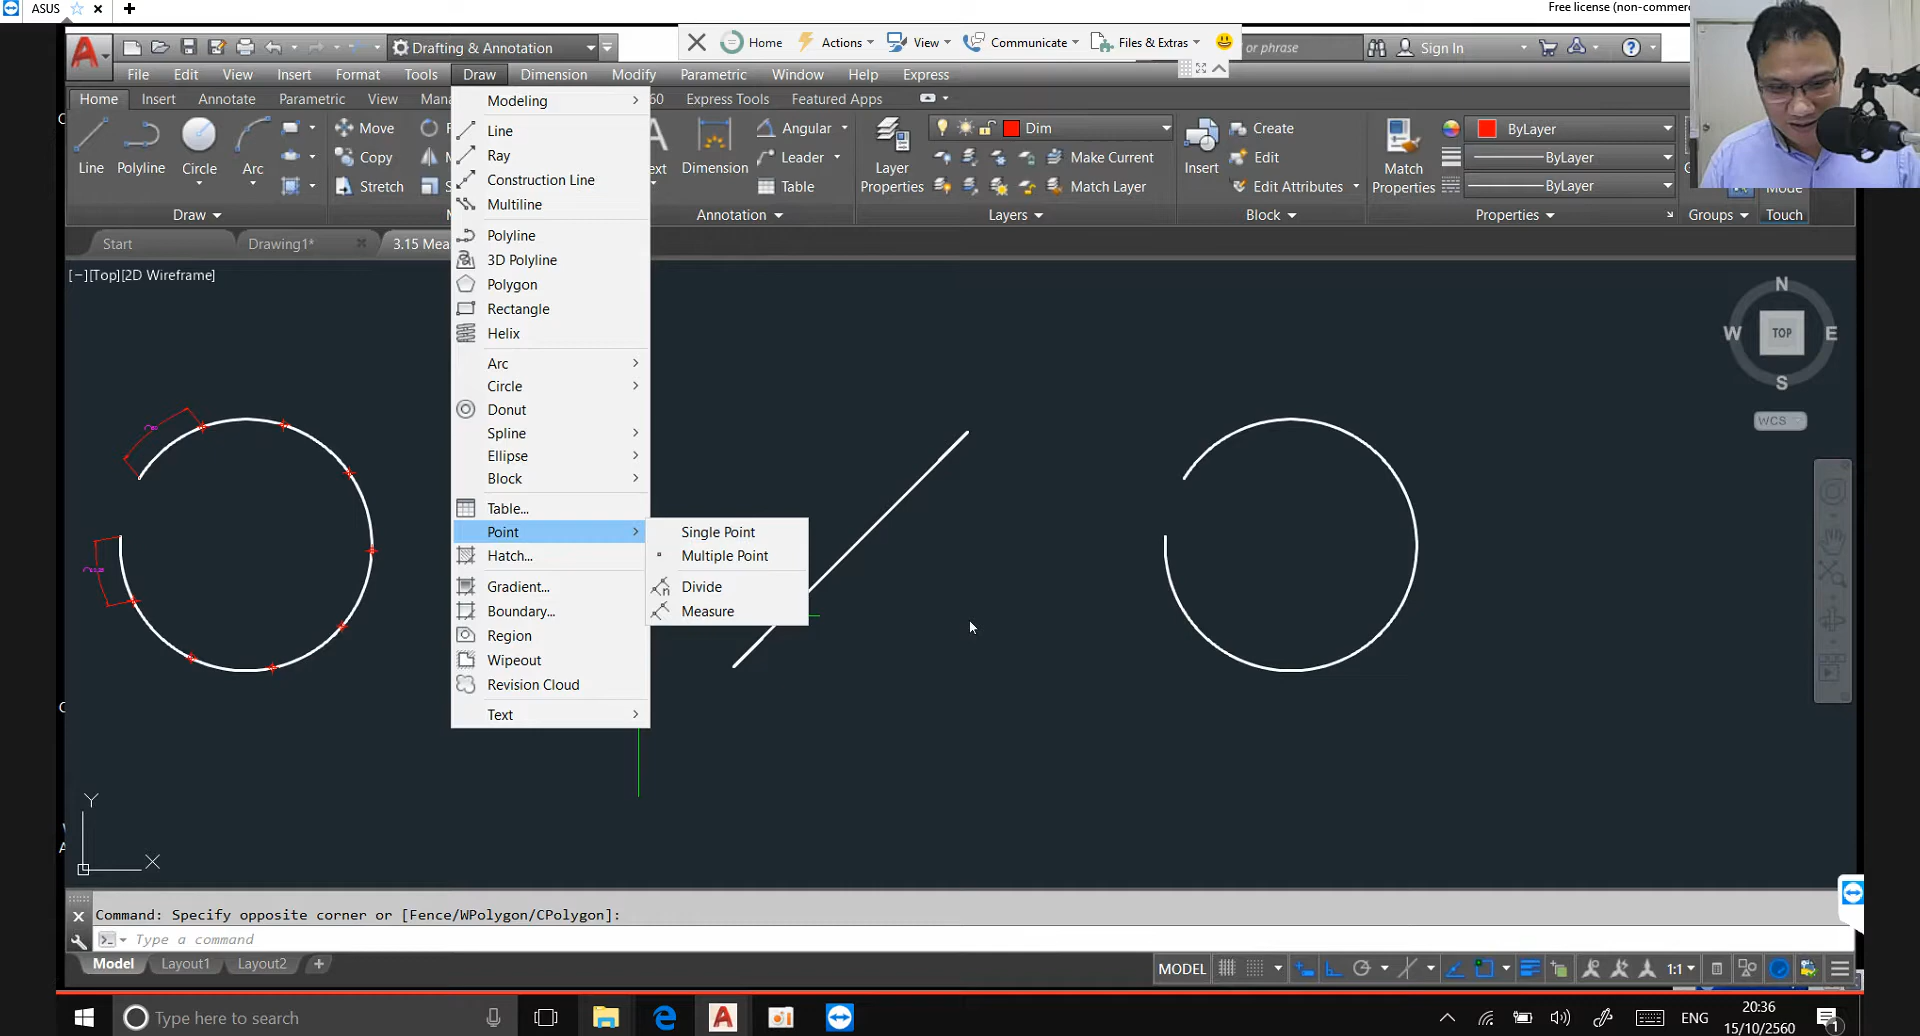 ASUS
Free license (non-commerc
Drafting & Annotation
Home
Actions
View
Communicate
Files & Extras
or phrase
Sign In
File
Edit
View
Insert
Format
Tools
Draw
Dimension
Modify
Parametric
Window
Help
Express
Home
Insert
Annotate
Parametric
View
Mana
60
Express Tools
Featured Apps
Line
Polyline
Circle
Arc
Move
Copy
Stretch
Draw
Modeling
Line
Ray
Construction Line
Multiline
Polyline
3D Polyline
Polygon
Rectangle
Helix
Arc
Circle
Donut
Spline
Ellipse
Block
Table...
Point
Hatch...
Gradient...
Boundary...
Region
Wipeout
Revision Cloud
Text
Single Point
Multiple Point
Divide
Measure
ext
Dimension
Angular
Leader
Table
Annotation
Layer
Properties
Dim
Make Current
Match Layer
Layers
Insert
Create
Edit
Edit Attributes
Block
Match
Properties
ByLayer
ByLayer
ByLayer
Properties
Groups
Mode
Touch
Start
Drawing1*
3.15 Mea
[−][Top][2D Wireframe]
N
W
TOP
E
S
WCS
Y
X
Command: Specify opposite corner or [Fence/WPolygon/CPolygon]:
Type a command
Model
Layout1
Layout2
MODEL
1:1
Type here to search
ENG
20:36
15/10/2560
1